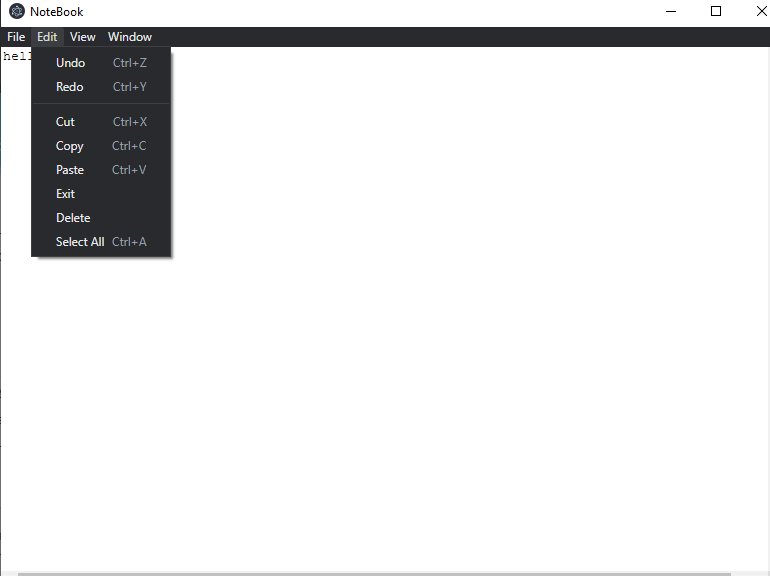 NoteBook
File Edit View Window
hell
Undo Ctrl+Z
Redo Ctrl+Y
Cut Ctrl+X
Copy Ctrl+C
Paste Ctrl+V
Exit
Delete
Select All Ctrl+A